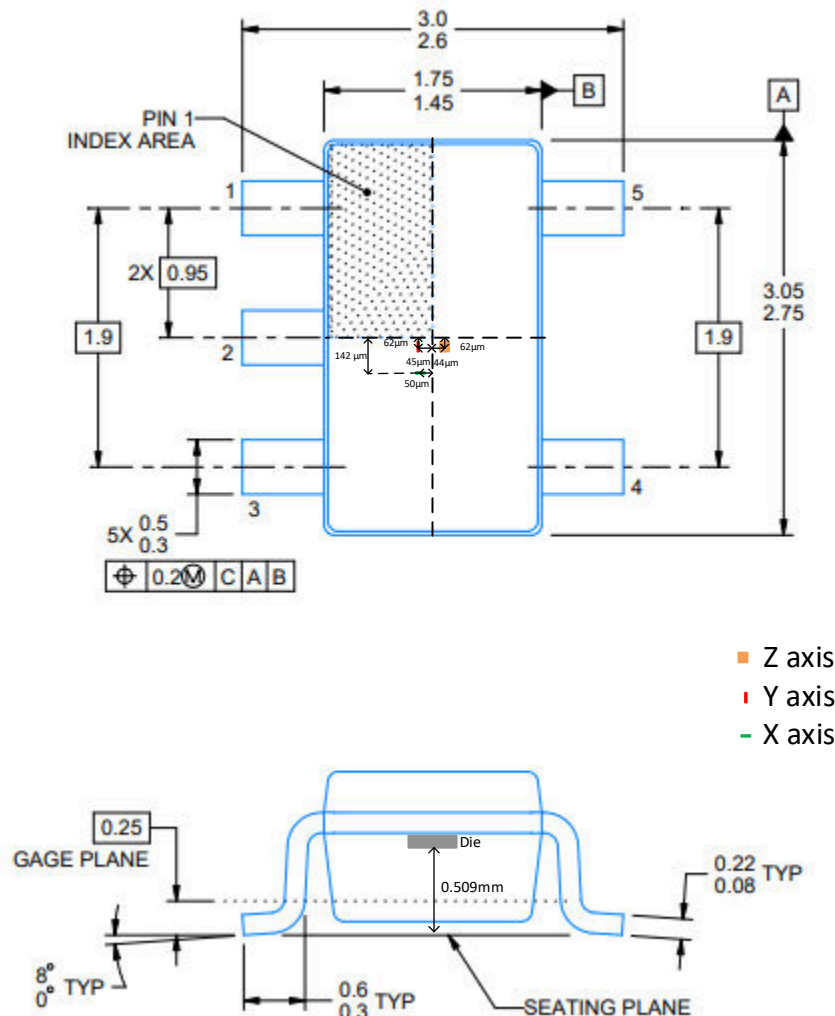 3.0
2.6
1.75
1.45
B
A
PIN 1
INDEX AREA
1
5
2X 0.95
1.9
3.05
2.75
1.9
2
62µm
62µm
142 µm
45µm
44µm
50µm
3
4
5X 0.5
0.3
⌖ 0.2Ⓜ C A B
Z axis
Y axis
X axis
0.25
GAGE PLANE
Die
0.22
0.08 TYP
0.509mm
8°
0° TYP
0.6
0.3 TYP
SEATING PLANE